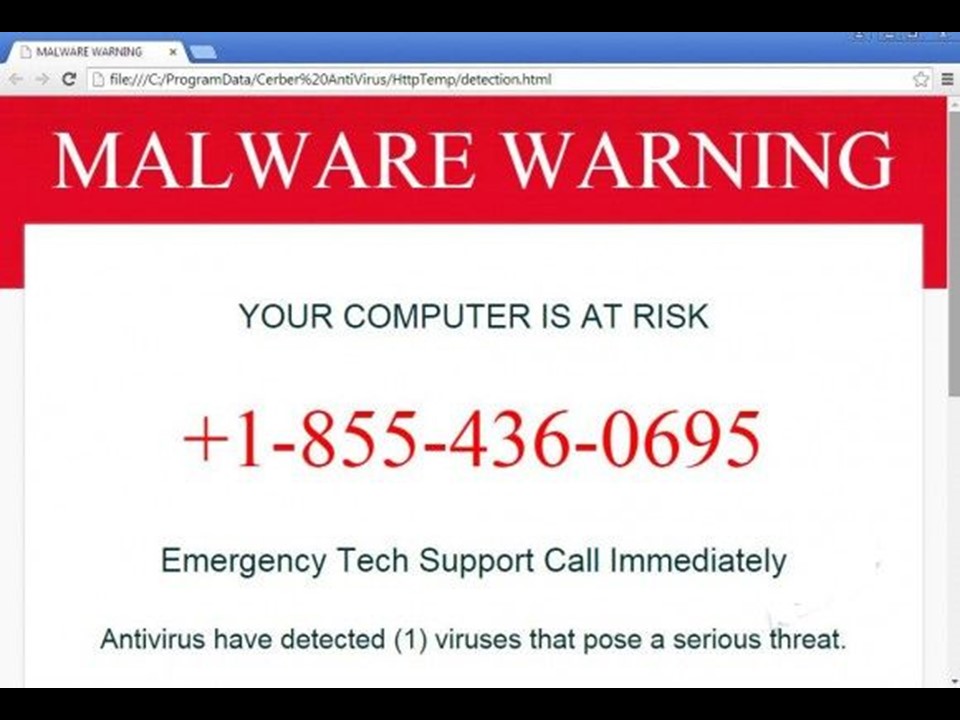 MALWARE WARNING
file:///C:/ProgramData/Cerber%20AntiVirus/HttpTemp/detection.html
MALWARE WARNING
YOUR COMPUTER IS AT RISK
+1-855-436-0695
Emergency Tech Support Call Immediately
Antivirus have detected (1) viruses that pose a serious threat.